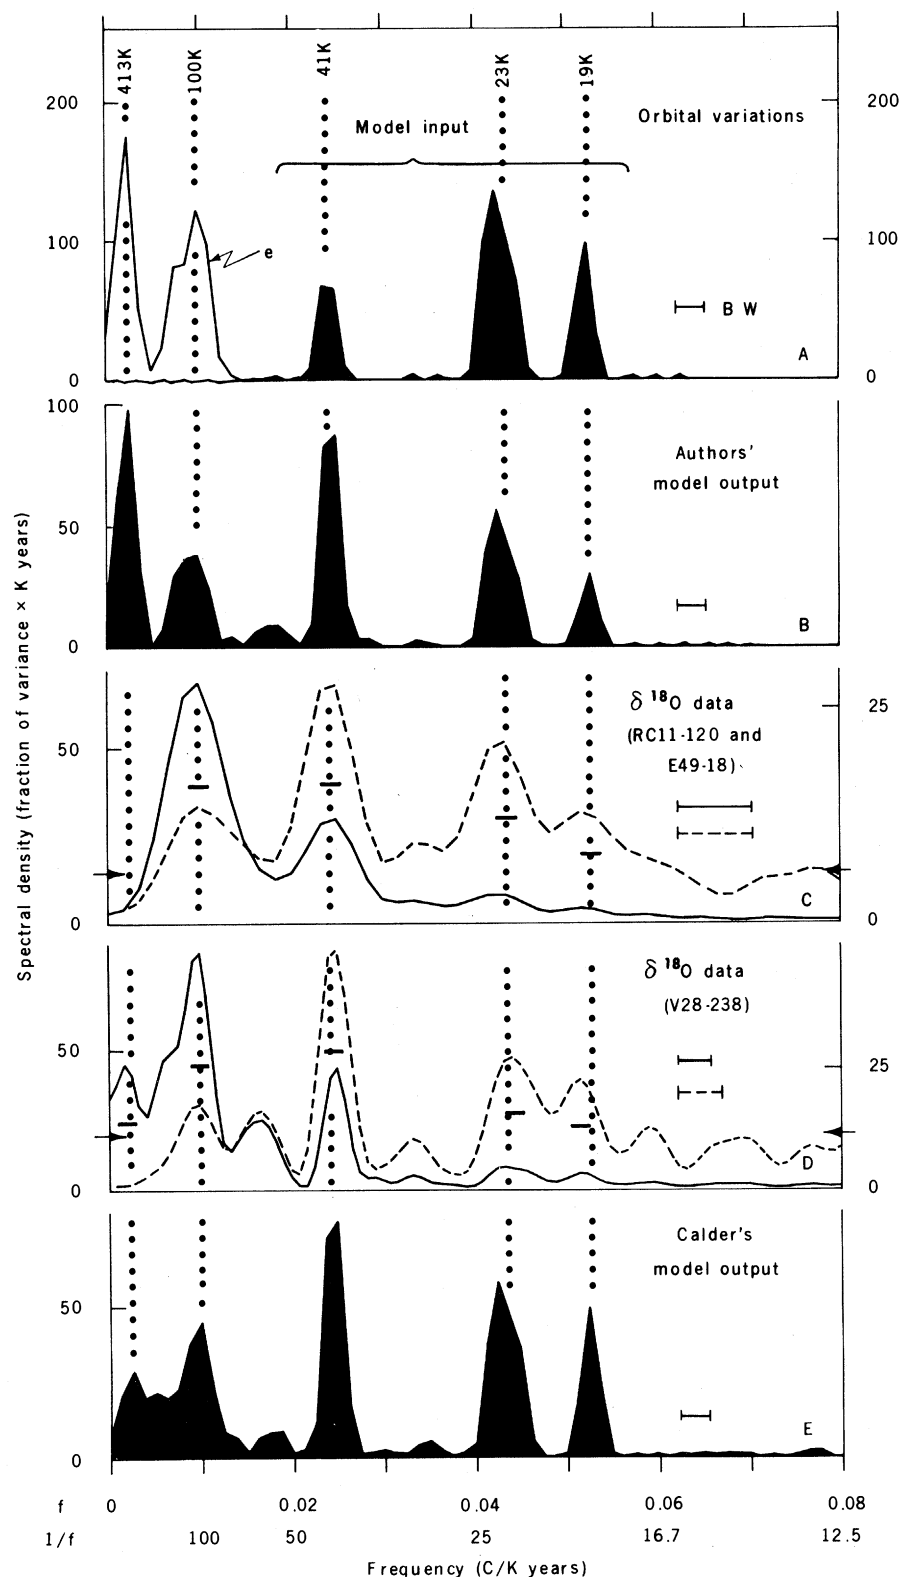 413K
100K
41K
23K
19K
200
200
Model input
Orbital variations
100
100
e
B W
A
0
0
100
Authors'
model output
50
B
0
δ ¹⁸O data
(RC11-120 and
E49-18)
25
50
C
0
0
δ ¹⁸O data
(V28-238)
50
25
D
0
0
Calder's
model output
50
E
0
Spectral density (fraction of variance × K years)
f 0 0.02 0.04 0.06 0.08
1/f 100 50 25 16.7 12.5
Frequency (C/K years)